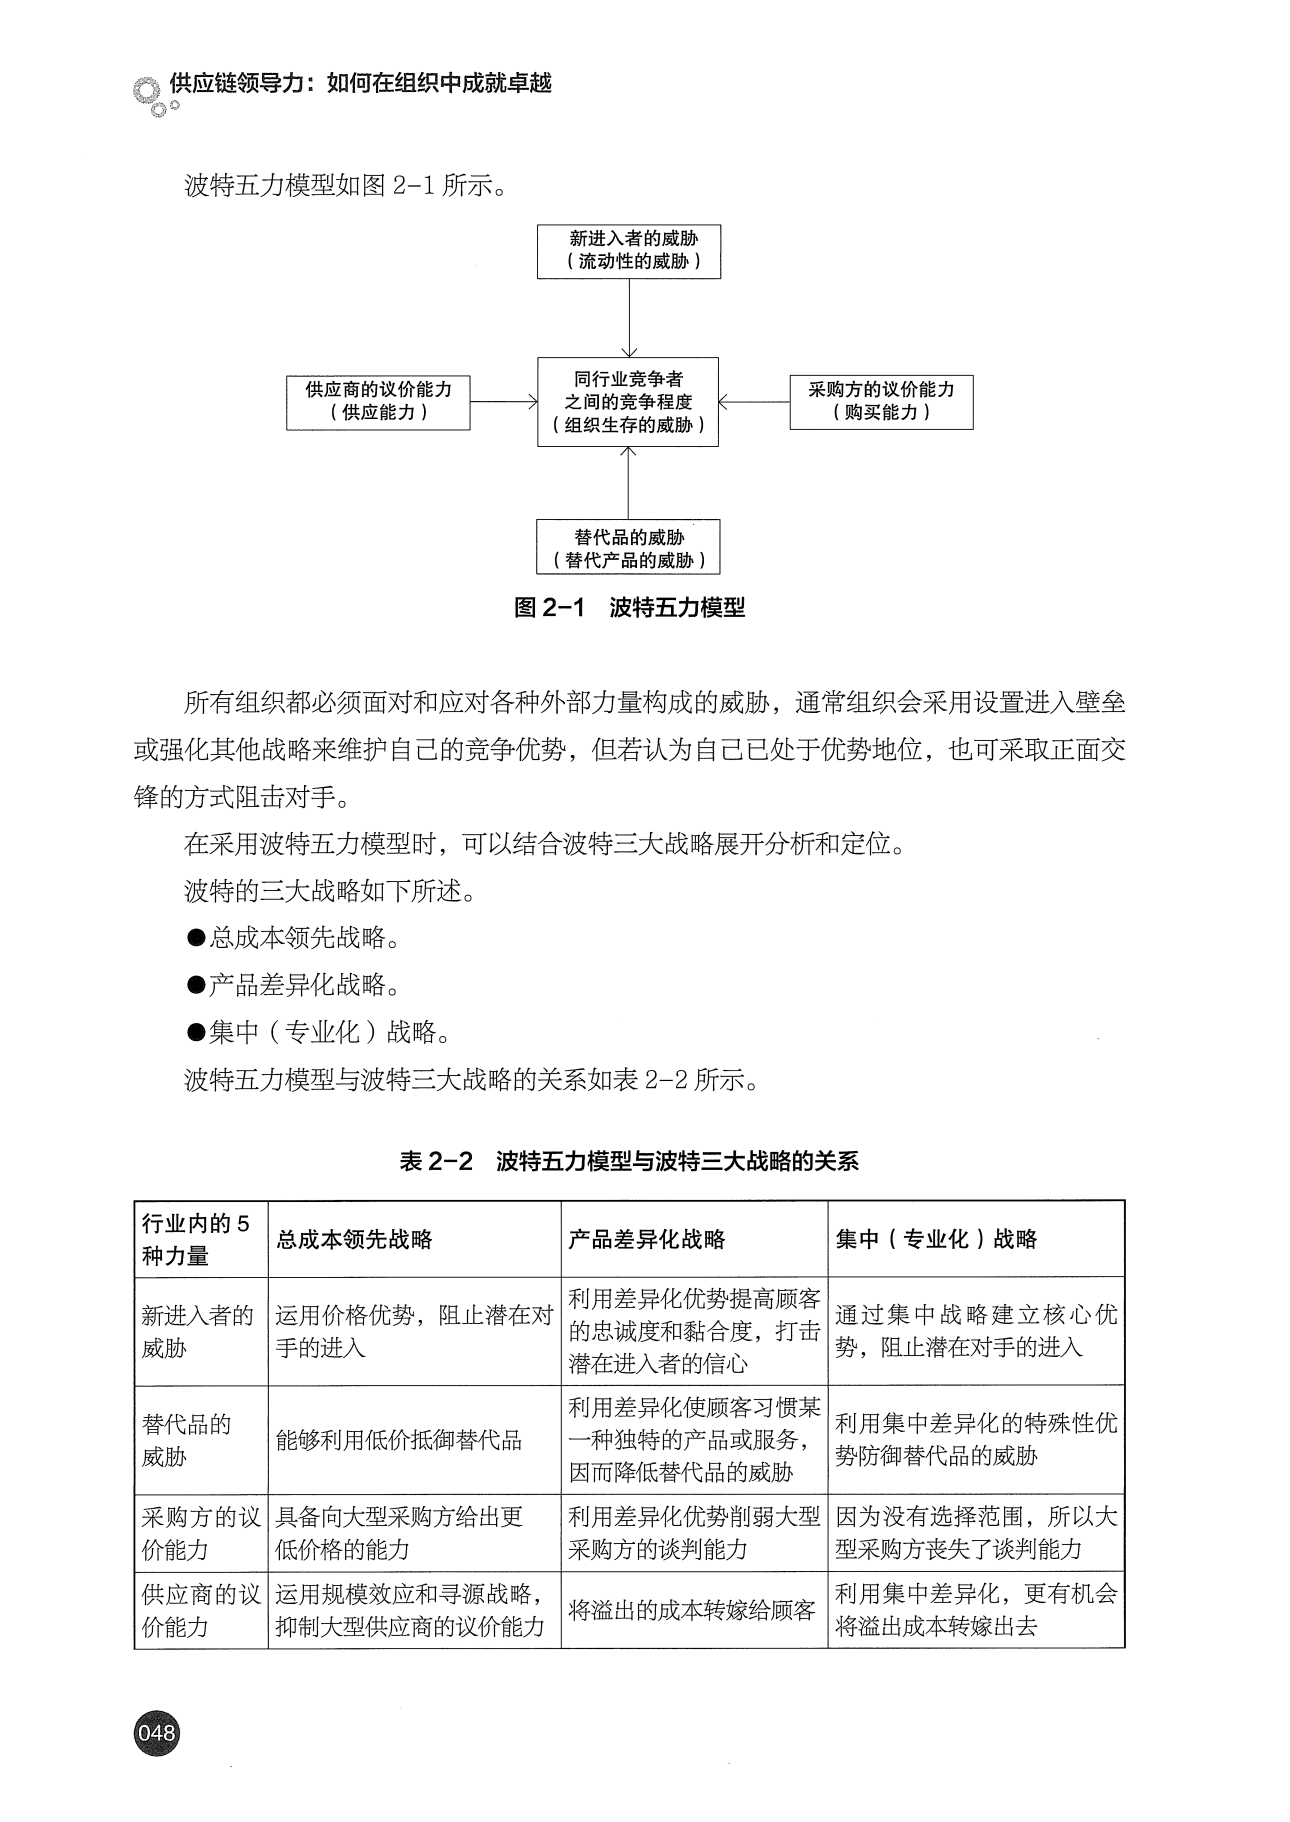 供应链领导力：如何在组织中成就卓越
波特五力模型如图 2-1 所示。
新进入者的威胁
（流动性的威胁）
供应商的议价能力
（供应能力）
同行业竞争者
之间的竞争程度
（组织生存的威胁）
采购方的议价能力
（购买能力）
替代品的威胁
（替代产品的威胁）
图 2-1 波特五力模型
所有组织都必须面对和应对各种外部力量构成的威胁，通常组织会采用设置进入壁垒
或强化其他战略来维护自己的竞争优势，但若认为自己已处于优势地位，也可采取正面交
锋的方式阻击对手。
在采用波特五力模型时，可以结合波特三大战略展开分析和定位。
波特的三大战略如下所述。
●总成本领先战略。
●产品差异化战略。
●集中（专业化）战略。
波特五力模型与波特三大战略的关系如表 2-2 所示。
表 2-2 波特五力模型与波特三大战略的关系
行业内的 5
种力量
总成本领先战略
产品差异化战略
集中（专业化）战略
新进入者的
威胁
运用价格优势，阻止潜在对
手的进入
利用差异化优势提高顾客
的忠诚度和黏合度，打击
潜在进入者的信心
通过集中战略建立核心优
势，阻止潜在对手的进入
替代品的
威胁
能够利用低价抵御替代品
利用差异化使顾客习惯某
一种独特的产品或服务，
因而降低替代品的威胁
利用集中差异化的特殊性优
势防御替代品的威胁
采购方的议
价能力
具备向大型采购方给出更
低价格的能力
利用差异化优势削弱大型
采购方的谈判能力
因为没有选择范围，所以大
型采购方丧失了谈判能力
供应商的议
价能力
运用规模效应和寻源战略，
抑制大型供应商的议价能力
将溢出的成本转嫁给顾客
利用集中差异化，更有机会
将溢出成本转嫁出去
048